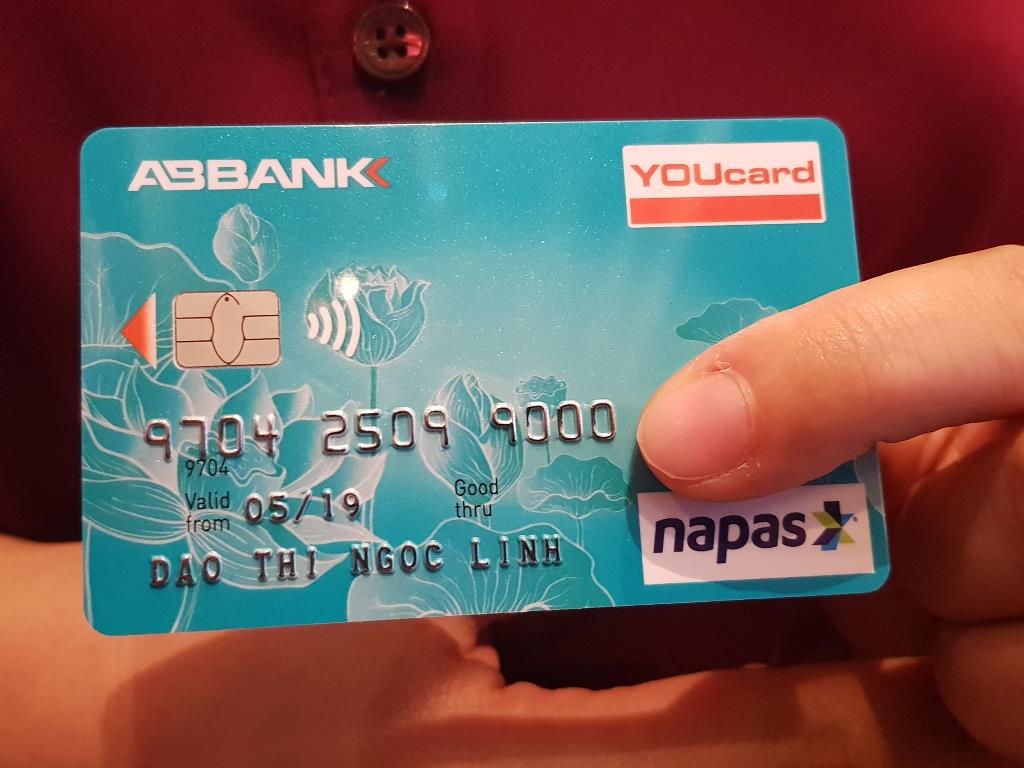 ABBANK
YOUcard
9704 2509 9000
9704
Valid from 05/19
Good thru
DAO THI NGOC LINH
napas